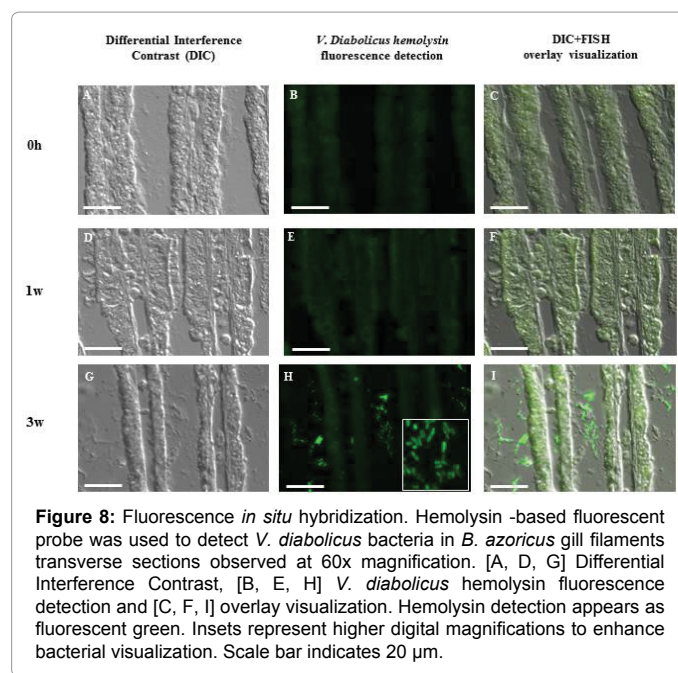 Differential Interference
Contrast (DIC)
V. Diabolicus hemolysin
fluorescence detection
DIC+FISH
overlay visualization
0h
A
B
C
1w
D
E
F
3w
G
H
I
Figure 8: Fluorescence in situ hybridization. Hemolysin -based fluorescent
probe was used to detect V. diabolicus bacteria in B. azoricus gill filaments
transverse sections observed at 60x magnification. [A, D, G] Differential
Interference Contrast, [B, E, H] V. diabolicus hemolysin fluorescence
detection and [C, F, I] overlay visualization. Hemolysin detection appears as
fluorescent green. Insets represent higher digital magnifications to enhance
bacterial visualization. Scale bar indicates 20 µm.